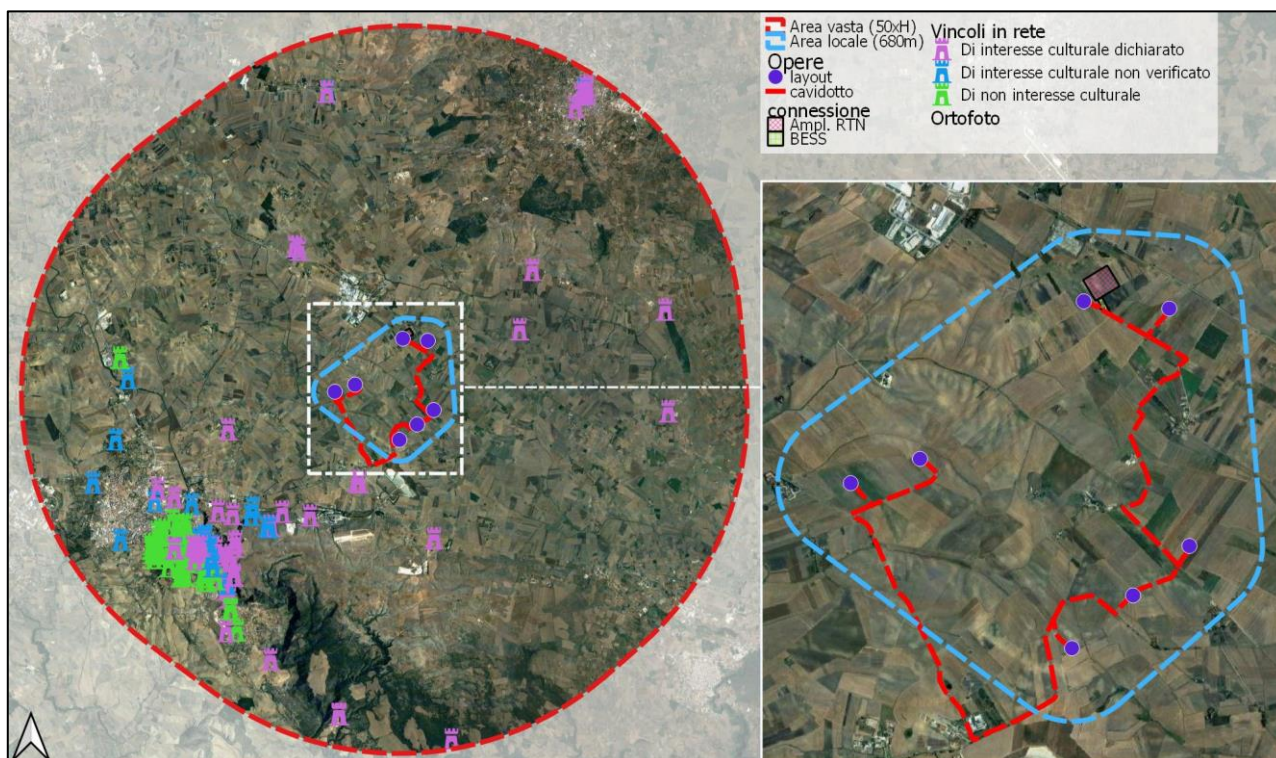 Area vasta (50xH)
Area locale (680m)
Opere
layout
cavidotto
connessione
Ampl. RTN
BESS
Vincoli in rete
Di interesse culturale dichiarato
Di interesse culturale non verificato
Di non interesse culturale
Ortofoto